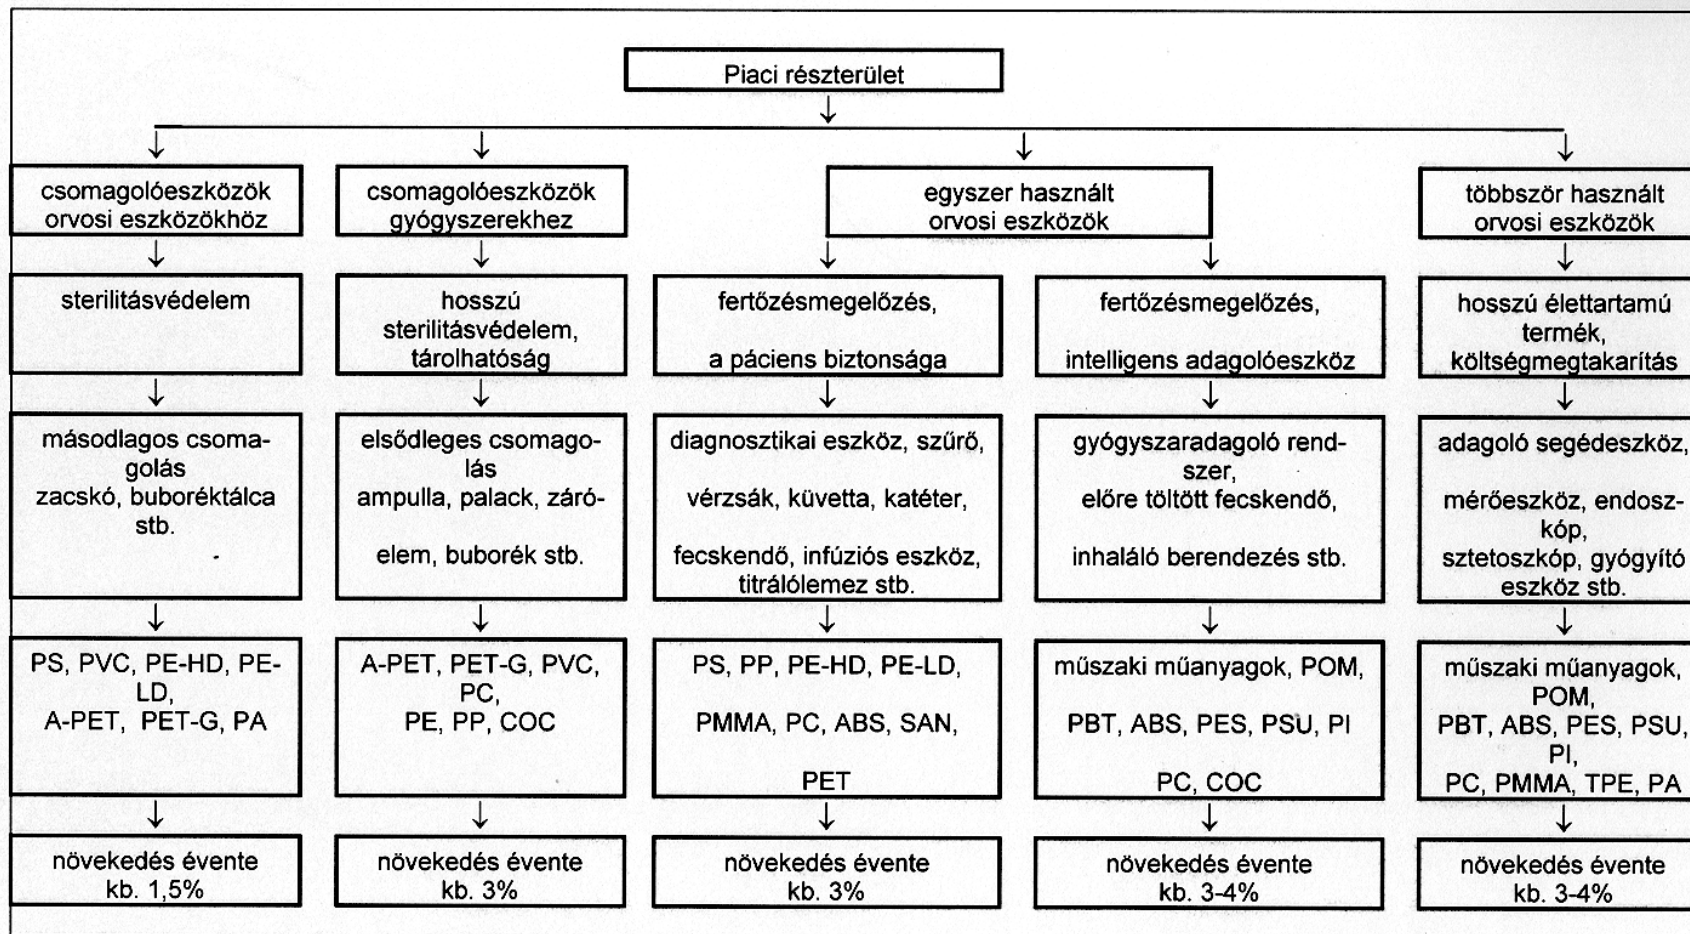 Piaci részterület
csomagolóeszközök
orvosi eszközökhöz
csomagolóeszközök
gyógyszerekhez
egyszer használt
orvosi eszközök
többször használt
orvosi eszközök
sterilitásvédelem
hosszú
sterilitásvédelem,
tárolhatóság
fertőzésmegelőzés,
a páciens biztonsága
fertőzésmegelőzés,
intelligens adagolóeszköz
hosszú élettartamú
termék,
költségmegtakarítás
másodlagos csoma-
golás
zacskó, buboréktálca
stb.
elsődleges csomago-
lás
ampulla, palack, záró-
elem, buborék stb.
diagnosztikai eszköz, szűrő,
vérzsák, küvetta, katéter,
fecskendő, infúziós eszköz,
titrálólemez stb.
gyógyszaradagoló rend-
szer,
előre töltött fecskendő,
inhaláló berendezés stb.
adagoló segédeszköz,
mérőeszköz, endosz-
kóp,
sztetoszkóp, gyógyító
eszköz stb.
PS, PVC, PE-HD, PE-
LD,
A-PET, PET-G, PA
A-PET, PET-G, PVC,
PC,
PE, PP, COC
PS, PP, PE-HD, PE-LD,
PMMA, PC, ABS, SAN,
PET
műszaki műanyagok, POM,
PBT, ABS, PES, PSU, PI
PC, COC
műszaki műanyagok,
POM,
PBT, ABS, PES, PSU,
PI,
PC, PMMA, TPE, PA
növekedés évente
kb. 1,5%
növekedés évente
kb. 3%
növekedés évente
kb. 3%
növekedés évente
kb. 3-4%
növekedés évente
kb. 3-4%